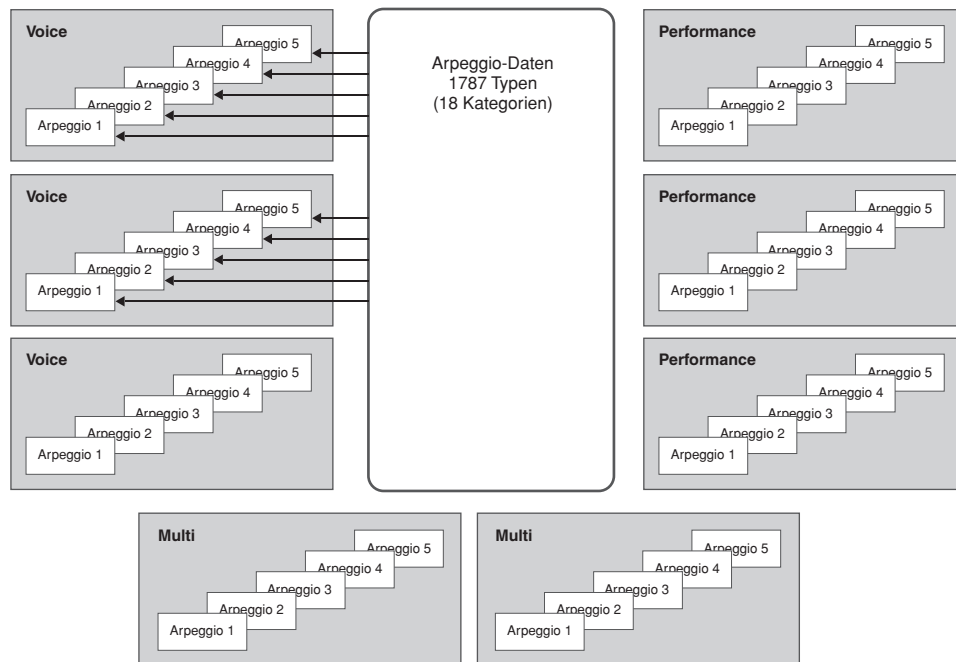 Voice
Arpeggio 5
Arpeggio 4
Arpeggio 3
Arpeggio 2
Arpeggio 1
Arpeggio-Daten
1787 Typen
(18 Kategorien)
Performance
Arpeggio 5
Arpeggio 4
Arpeggio 3
Arpeggio 2
Arpeggio 1
Voice
Arpeggio 5
Arpeggio 4
Arpeggio 3
Arpeggio 2
Arpeggio 1
Performance
Arpeggio 5
Arpeggio 4
Arpeggio 3
Arpeggio 2
Arpeggio 1
Voice
Arpeggio 5
Arpeggio 4
Arpeggio 3
Arpeggio 2
Arpeggio 1
Performance
Arpeggio 5
Arpeggio 4
Arpeggio 3
Arpeggio 2
Arpeggio 1
Multi
Arpeggio 5
Arpeggio 4
Arpeggio 3
Arpeggio 2
Arpeggio 1
Multi
Arpeggio 5
Arpeggio 4
Arpeggio 3
Arpeggio 2
Arpeggio 1